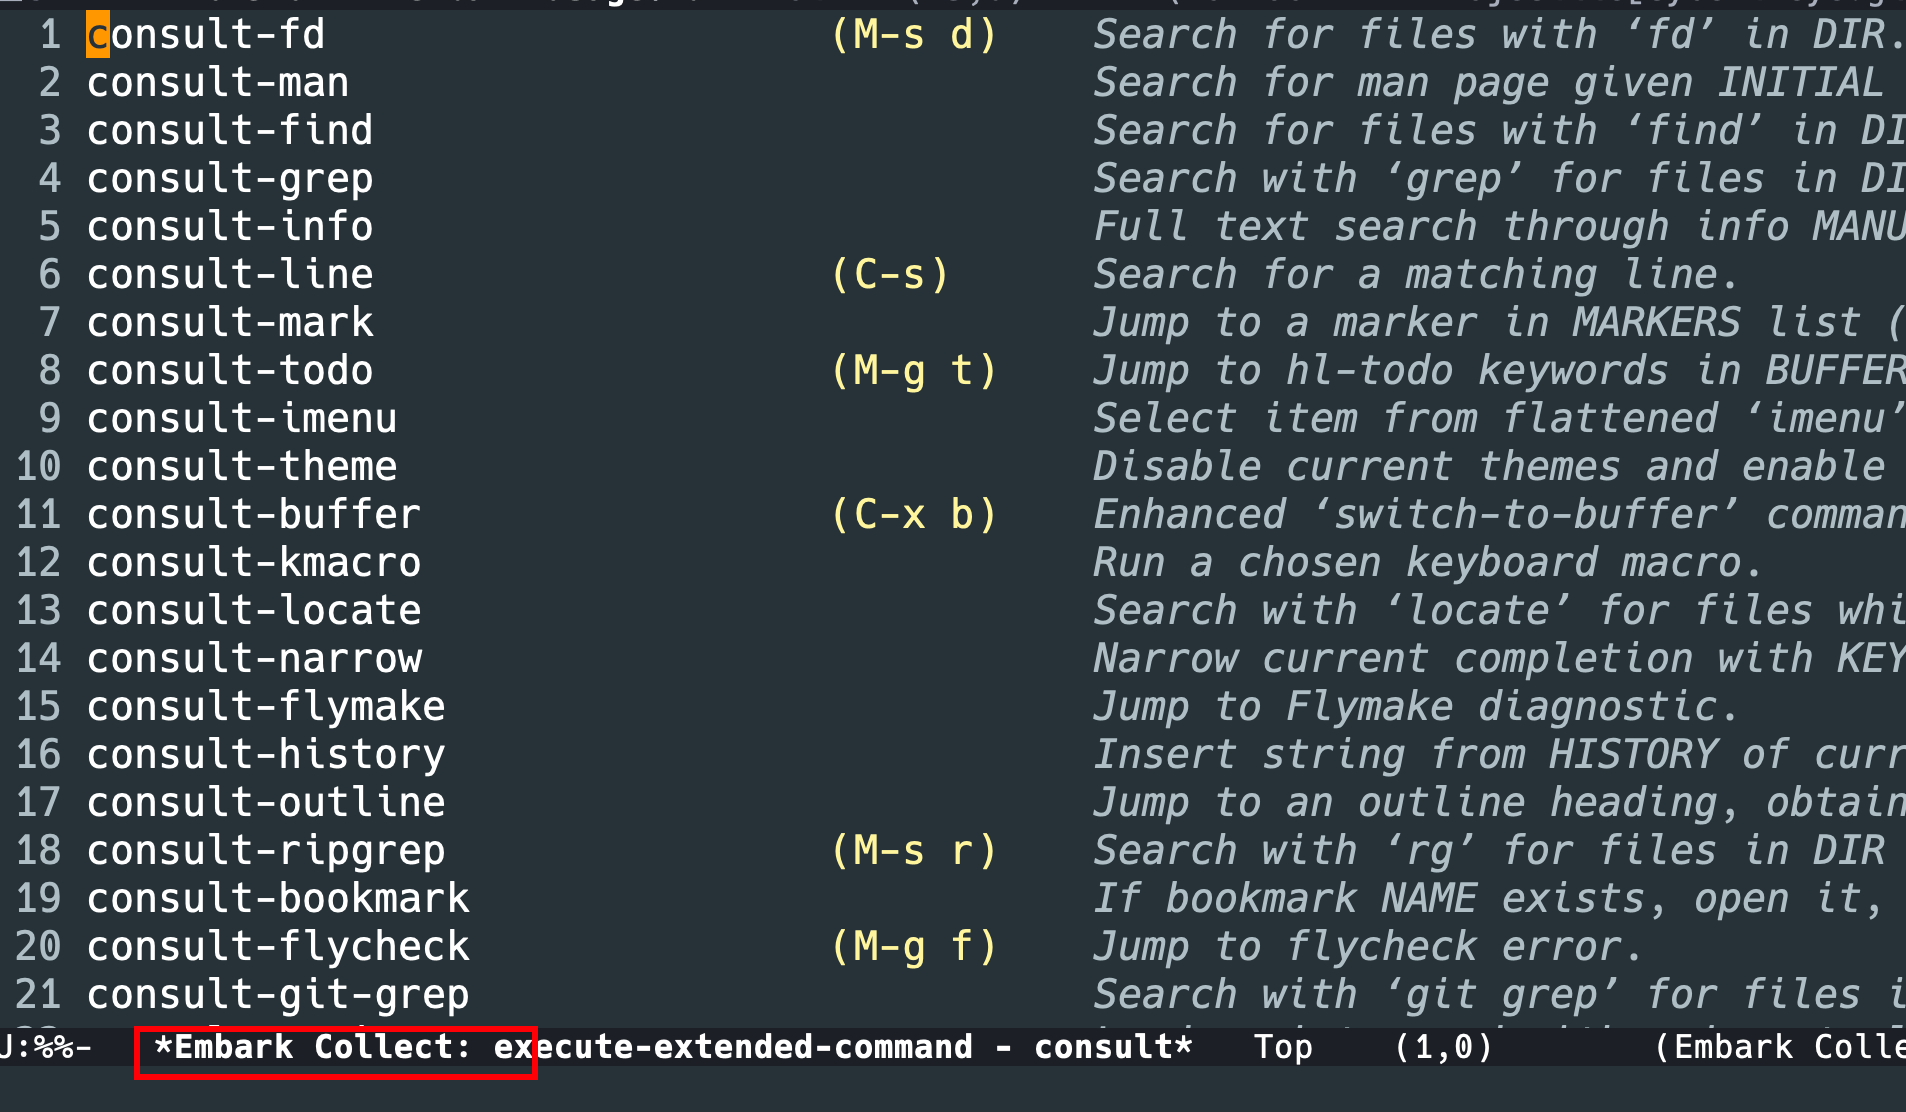 1 consult-fd (M-s d) Search for files with ‘fd’ in DIR.
2 consult-man Search for man page given INITIAL
3 consult-find Search for files with ‘find’ in DI
4 consult-grep Search with ‘grep’ for files in DI
5 consult-info Full text search through info MANU
6 consult-line (C-s) Search for a matching line.
7 consult-mark Jump to a marker in MARKERS list (
8 consult-todo (M-g t) Jump to hl-todo keywords in BUFFER
9 consult-imenu Select item from flattened ‘imenu’
10 consult-theme Disable current themes and enable
11 consult-buffer (C-x b) Enhanced ‘switch-to-buffer’ comman
12 consult-kmacro Run a chosen keyboard macro.
13 consult-locate Search with ‘locate’ for files whi
14 consult-narrow Narrow current completion with KEY
15 consult-flymake Jump to Flymake diagnostic.
16 consult-history Insert string from HISTORY of curr
17 consult-outline Jump to an outline heading, obtain
18 consult-ripgrep (M-s r) Search with ‘rg’ for files in DIR
19 consult-bookmark If bookmark NAME exists, open it,
20 consult-flycheck (M-g f) Jump to flycheck error.
21 consult-git-grep Search with ‘git grep’ for files i
U:%%- *Embark Collect: execute-extended-command - consult* Top (1,0) (Embark Colle